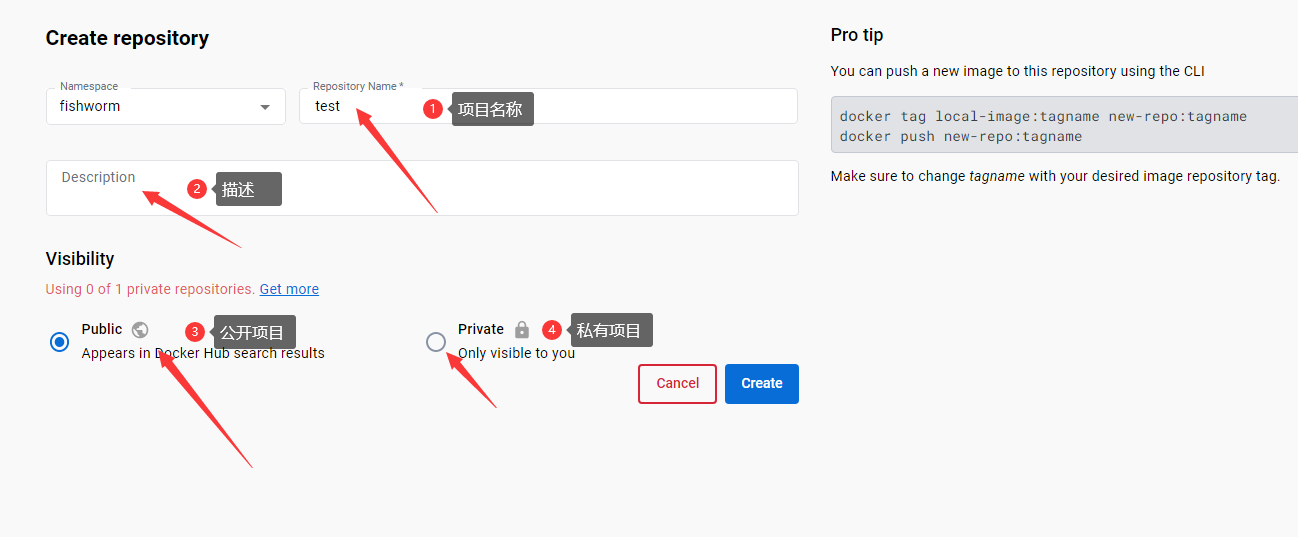 Create repository
Namespace
fishworm
Repository Name *
test
1 项目名称
Description
2 描述
Visibility
Using 0 of 1 private repositories. Get more
Public
3 公开项目
Appears in Docker Hub search results
Private
4 私有项目
Only visible to you
Cancel
Create
Pro tip
You can push a new image to this repository using the CLI
docker tag local-image:tagname new-repo:tagname
docker push new-repo:tagname
Make sure to change tagname with your desired image repository tag.